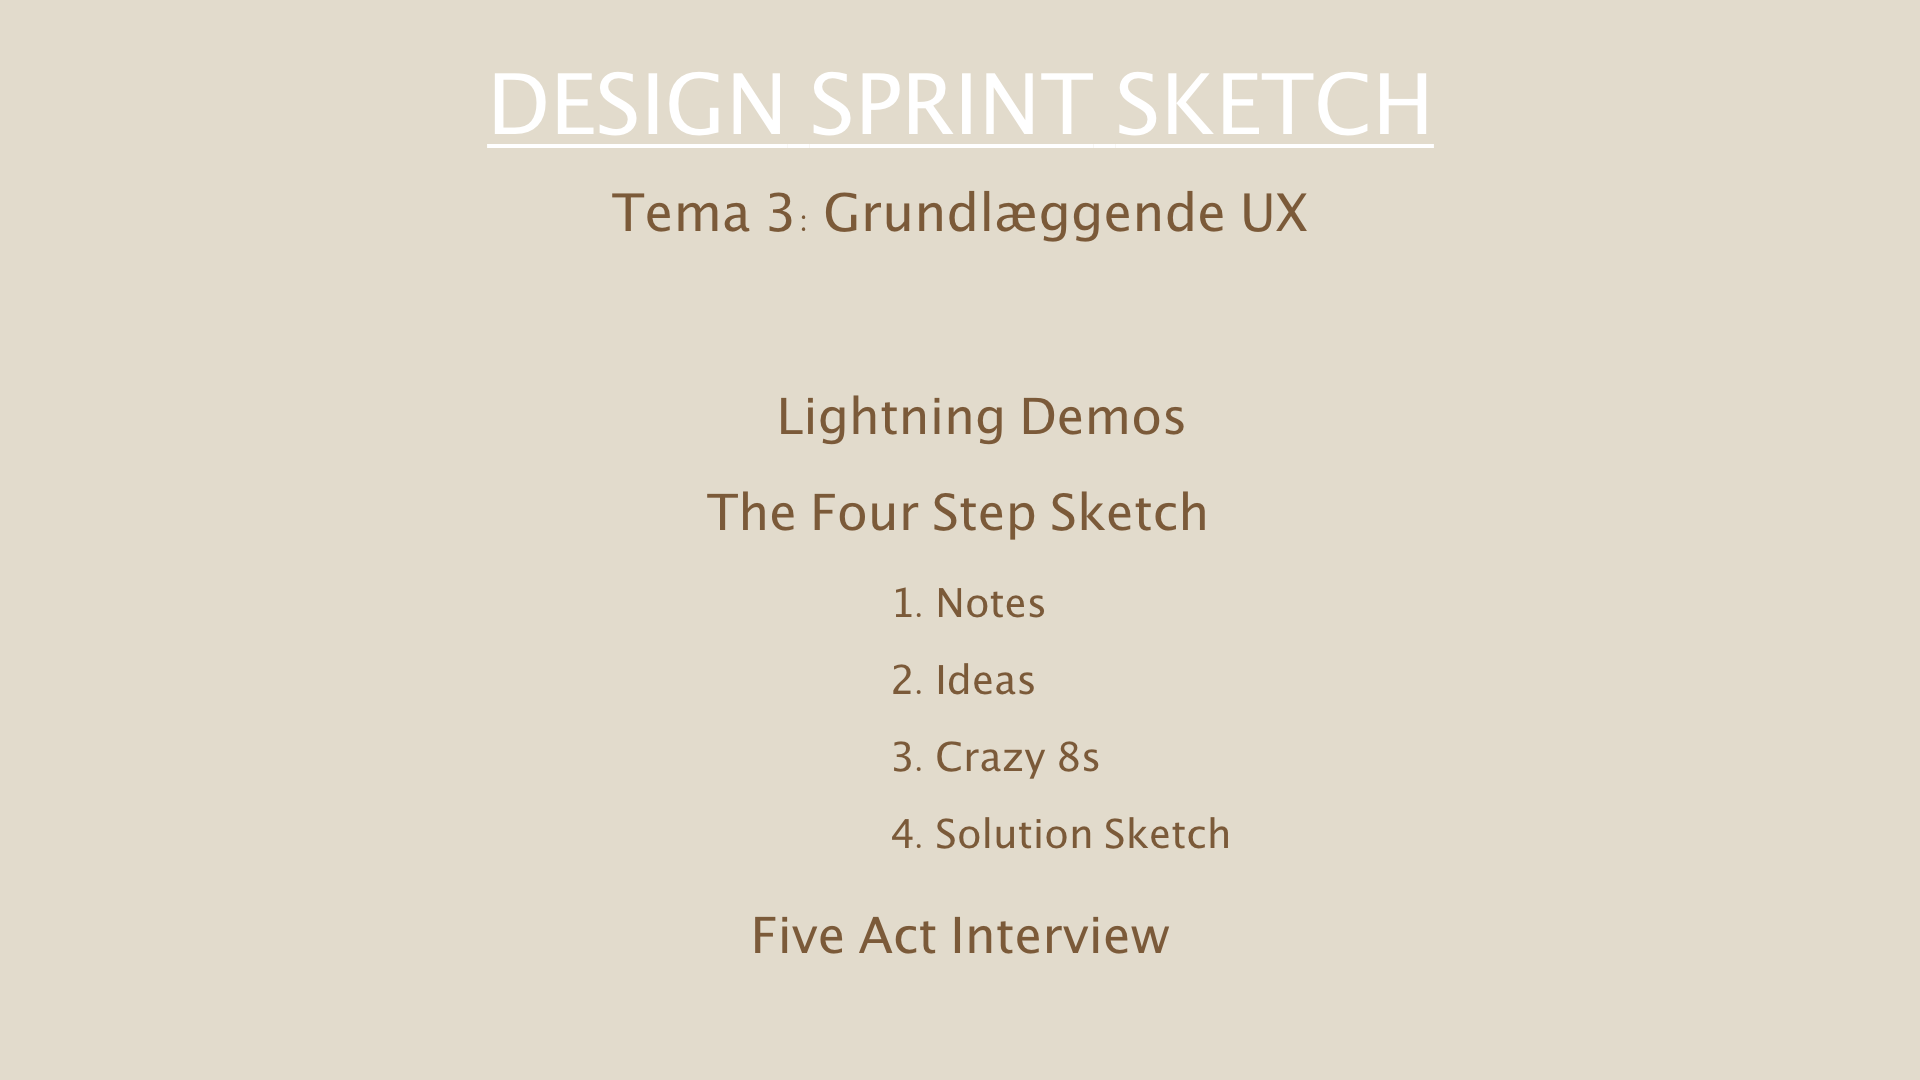 DESIGN SPRINT SKETCH
Tema 3: Grundlæggende UX
Lightning Demos
The Four Step Sketch
1. Notes
2. Ideas
3. Crazy 8s
4. Solution Sketch
Five Act Interview